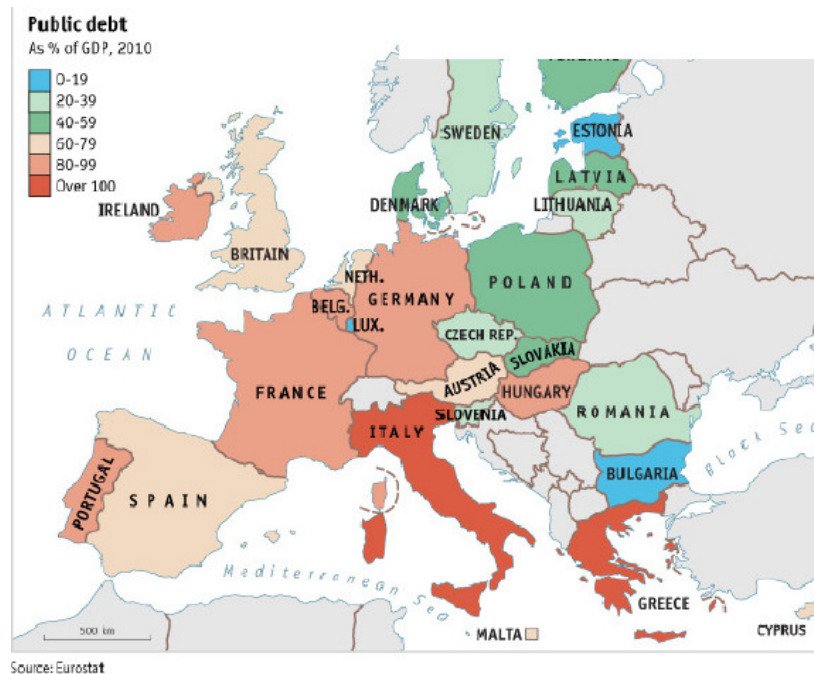 Public debt
As % of GDP, 2010
0-19
20-39
40-59
60-79
80-99
Over 100
SWEDEN
ESTONIA
LATVIA
LITHUANIA
DENMARK
IRELAND
BRITAIN
NETH.
GERMANY
POLAND
BELG.
LUX.
ATLANTIC
OCEAN
CZECH REP.
SLOVAKIA
AUSTRIA
HUNGARY
FRANCE
SLOVENIA
ROMANIA
ITALY
Black Sea
BULGARIA
PORTUGAL
SPAIN
Mediterranean Sea
GREECE
500 km
MALTA
CYPRUS
Source: Eurostat